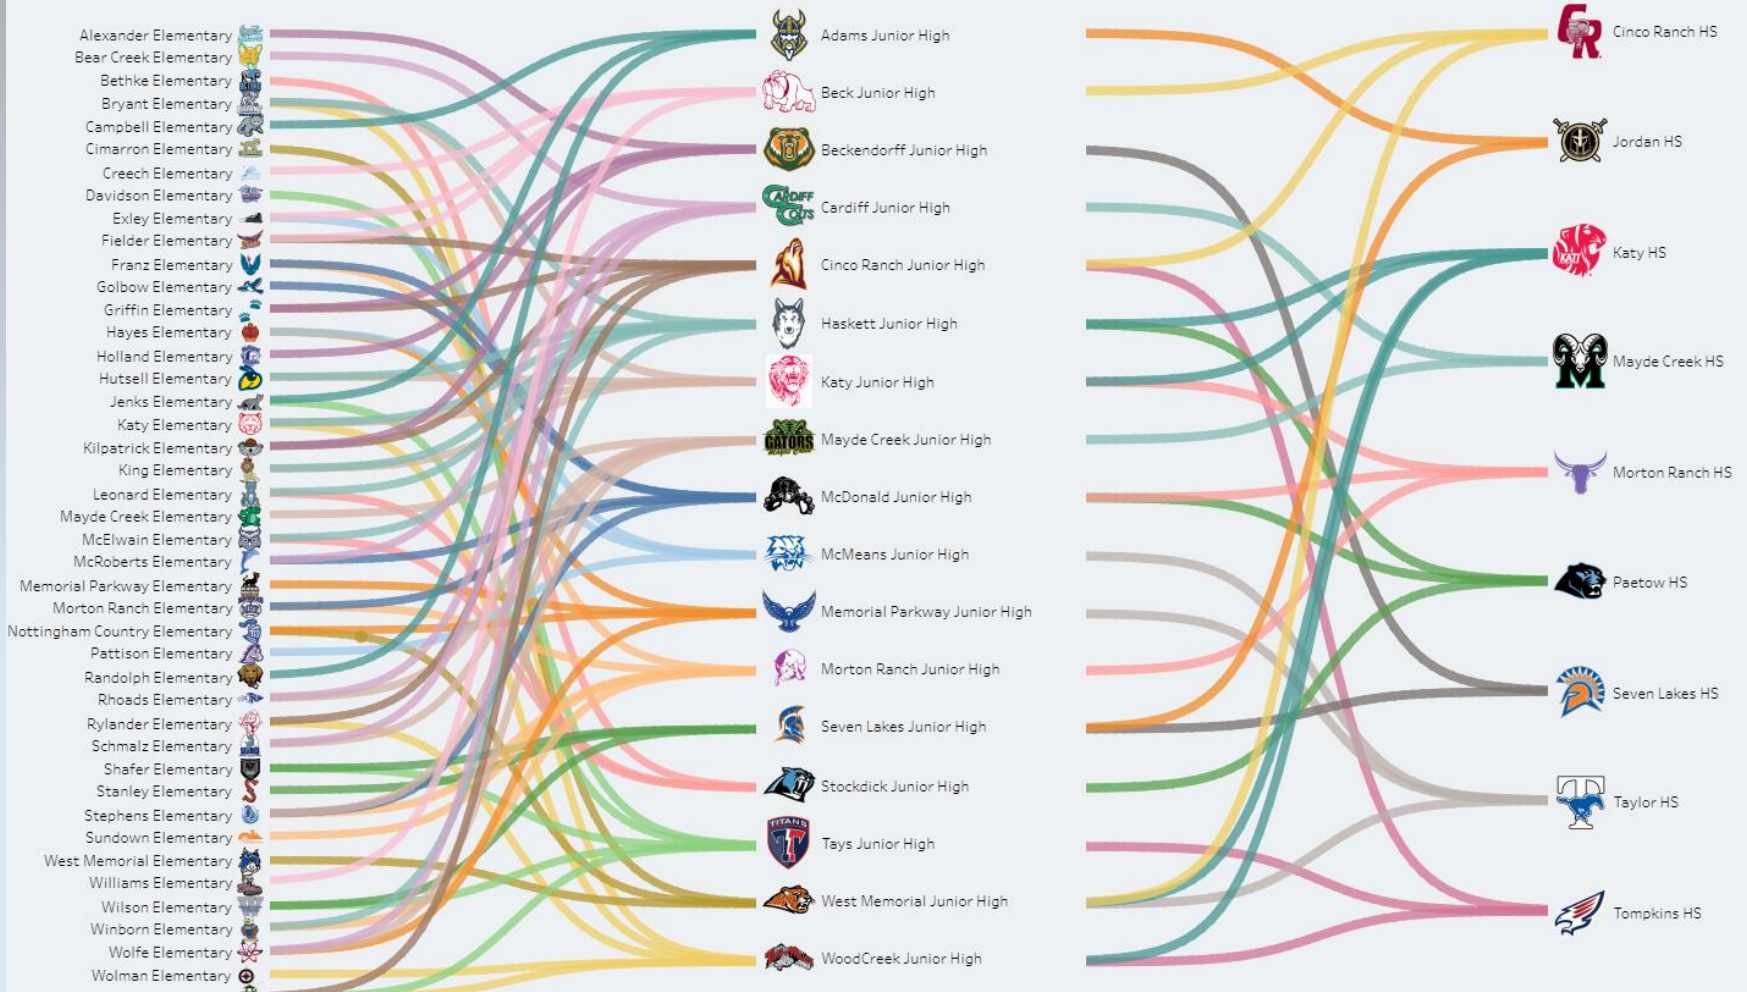 Alexander Elementary
Bear Creek Elementary
Bethke Elementary
Bryant Elementary
Campbell Elementary
Cimarron Elementary
Creech Elementary
Davidson Elementary
Exley Elementary
Fielder Elementary
Franz Elementary
Golbow Elementary
Griffin Elementary
Hayes Elementary
Holland Elementary
Hutsell Elementary
Jenks Elementary
Katy Elementary
Kilpatrick Elementary
King Elementary
Leonard Elementary
Mayde Creek Elementary
McElwain Elementary
McRoberts Elementary
Memorial Parkway Elementary
Morton Ranch Elementary
Nottingham Country Elementary
Pattison Elementary
Randolph Elementary
Rhoads Elementary
Rylander Elementary
Schmalz Elementary
Shafer Elementary
Stanley Elementary
Stephens Elementary
Sundown Elementary
West Memorial Elementary
Williams Elementary
Wilson Elementary
Winborn Elementary
Wolfe Elementary
Wolman Elementary
Adams Junior High
Beck Junior High
Beckendorff Junior High
CARDIFF
COLTS
Cardiff Junior High
Cinco Ranch Junior High
Haskett Junior High
Katy Junior High
GATORS
Mayde Creek Junior High
McDonald Junior High
McMeans Junior High
Memorial Parkway Junior High
Morton Ranch Junior High
Seven Lakes Junior High
Stockdick Junior High
TITANS
T
Tays Junior High
West Memorial Junior High
WoodCreek Junior High
CR
Cinco Ranch HS
Jordan HS
KATY
Katy HS
M
Mayde Creek HS
Morton Ranch HS
Paetow HS
Seven Lakes HS
T
Taylor HS
Tompkins HS